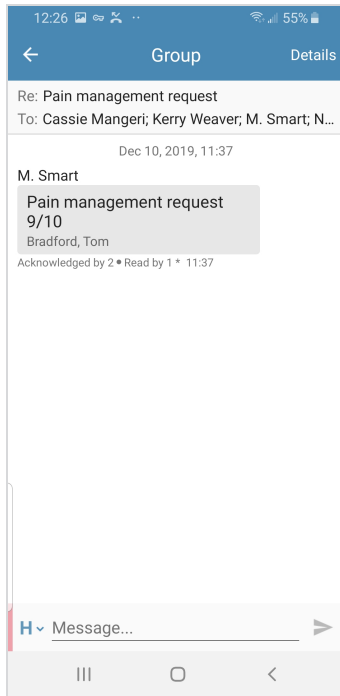 12:26 55%
Group Details
Re: Pain management request
To: Cassie Mangeri; Kerry Weaver; M. Smart; N...
Dec 10, 2019, 11:37
M. Smart
Pain management request
9/10
Bradford, Tom
Acknowledged by 2 • Read by 1 * 11:37
H Message...